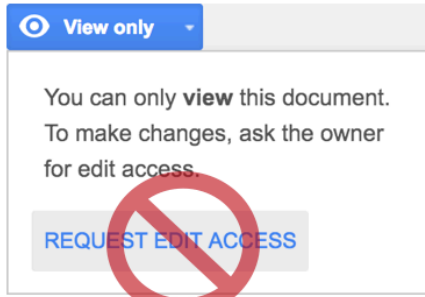 View only
You can only view this document.
To make changes, ask the owner
for edit access.
REQUEST EDIT ACCESS